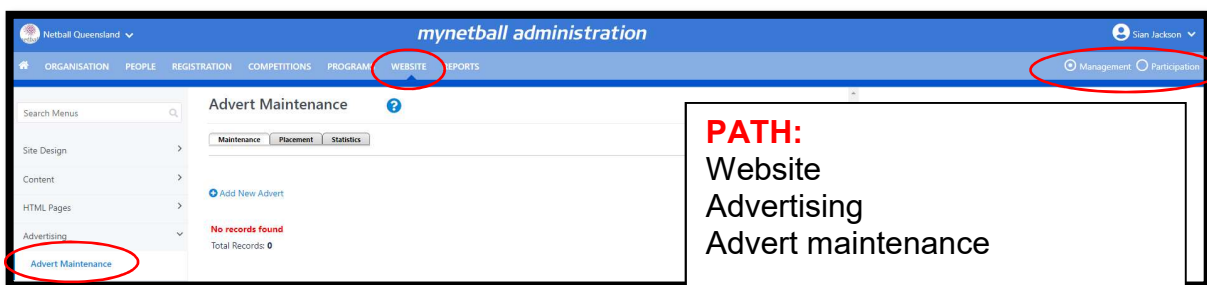 Netball Queensland
mynetball administration
Sian Jackson
ORGANISATION PEOPLE REGISTRATION COMPETITIONS PROGRAMS WEBSITE REPORTS
Management Participation
Search Menus
Site Design
Content
HTML Pages
Advertising
Advert Maintenance
Advert Maintenance
Maintenance Placement Statistics
Add New Advert
No records found
Total Records: 0
PATH:
Website
Advertising
Advert maintenance